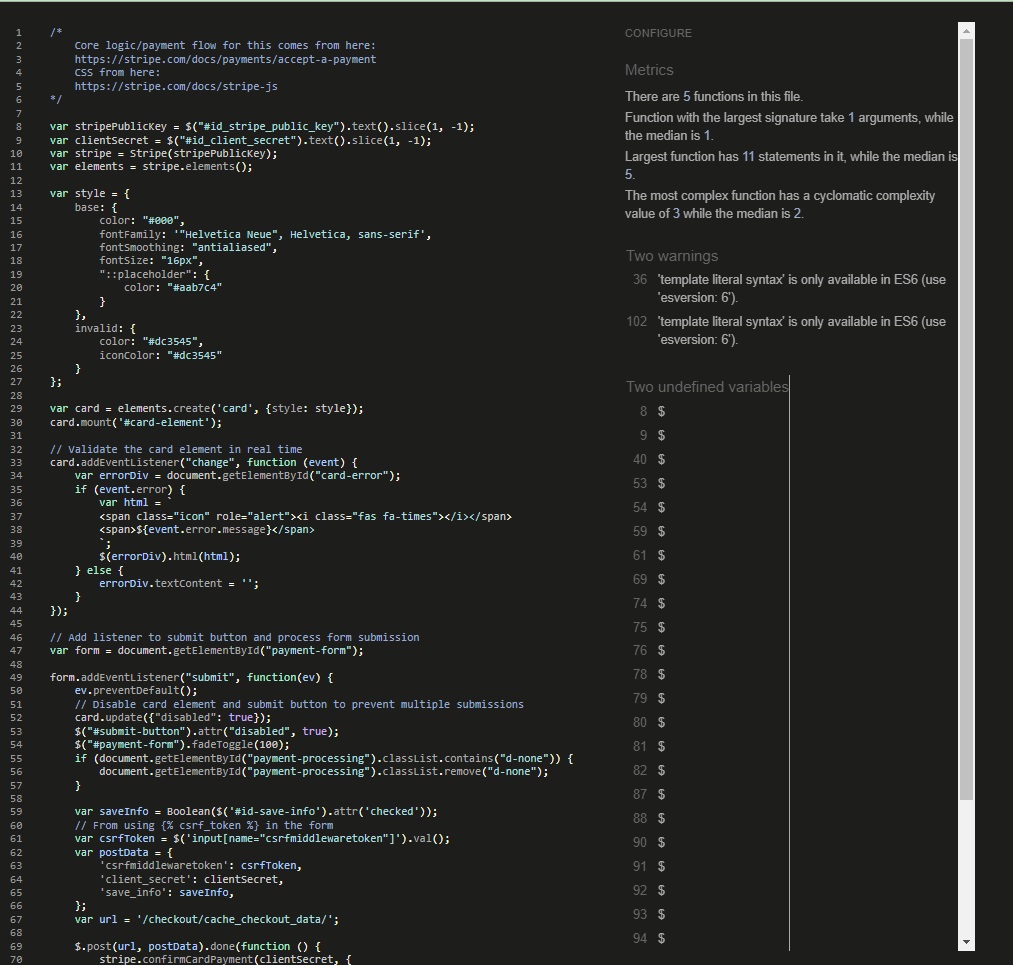 1 /*
2 Core logic/payment flow for this comes from here:
3 https://stripe.com/docs/payments/accept-a-payment
4 CSS from here:
5 https://stripe.com/docs/stripe-js
6 */
7
8 var stripePublicKey = $("#id_stripe_public_key").text().slice(1, -1);
9 var clientSecret = $("#id_client_secret").text().slice(1, -1);
10 var stripe = Stripe(stripePublicKey);
11 var elements = stripe.elements();
12
13 var style = {
14 base: {
15 color: "#000",
16 fontFamily: '"Helvetica Neue", Helvetica, sans-serif',
17 fontSmoothing: "antialiased",
18 fontSize: "16px",
19 "::placeholder": {
20 color: "#aab7c4"
21 }
22 },
23 invalid: {
24 color: "#dc3545",
25 iconColor: "#dc3545"
26 }
27 };
28
29 var card = elements.create('card', {style: style});
30 card.mount('#card-element');
31
32 // Validate the card element in real time
33 card.addEventListener("change", function (event) {
34 var errorDiv = document.getElementById("card-error");
35 if (event.error) {
36 var html = `
37 <span class="icon" role="alert"><i class="fas fa-times"></i></span>
38 <span>${event.error.message}</span>
39 `;
40 $(errorDiv).html(html);
41 } else {
42 errorDiv.textContent = '';
43 }
44 });
45
46 // Add listener to submit button and process form submission
47 var form = document.getElementById("payment-form");
48
49 form.addEventListener("submit", function(ev) {
50 ev.preventDefault();
51 // Disable card element and submit button to prevent multiple submissions
52 card.update({"disabled": true});
53 $("#submit-button").attr("disabled", true);
54 $("#payment-form").fadeToggle(100);
55 if (document.getElementById("payment-processing").classList.contains("d-none")) {
56 document.getElementById("payment-processing").classList.remove("d-none");
57 }
58
59 var saveInfo = Boolean($('#id-save-info').attr('checked'));
60 // From using {% csrf_token %} in the form
61 var csrfToken = $('input[name="csrfmiddlewaretoken"]').val();
62 var postData = {
63 'csrfmiddlewaretoken': csrfToken,
64 'client_secret': clientSecret,
65 'save_info': saveInfo,
66 };
67 var url = '/checkout/cache_checkout_data/';
68
69 $.post(url, postData).done(function () {
70 stripe.confirmCardPayment(clientSecret, {
CONFIGURE
Metrics
There are 5 functions in this file.
Function with the largest signature take 1 arguments, while
the median is 1.
Largest function has 11 statements in it, while the median is
5.
The most complex function has a cyclomatic complexity
value of 3 while the median is 2.
Two warnings
36 'template literal syntax' is only available in ES6 (use
'esversion: 6').
102 'template literal syntax' is only available in ES6 (use
'esversion: 6').
Two undefined variables
8 $
9 $
40 $
53 $
54 $
59 $
61 $
69 $
74 $
75 $
76 $
78 $
79 $
80 $
81 $
82 $
87 $
88 $
90 $
91 $
92 $
93 $
94 $